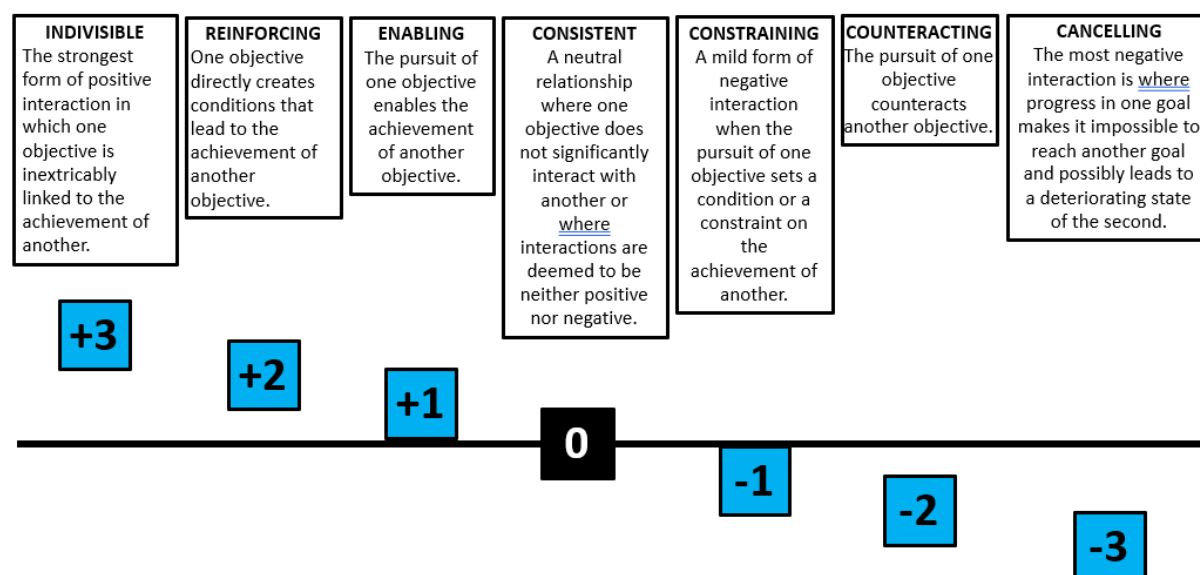 INDIVISIBLE
The strongest
form of positive
interaction in
which one
objective is
inextricably
linked to the
achievement of
another.
REINFORCING
One objective
directly creates
conditions that
lead to the
achievement of
another
objective.
ENABLING
The pursuit of
one objective
enables the
achievement
of another
objective.
CONSISTENT
A neutral
relationship
where one
objective does
not significantly
interact with
another or
where
interactions are
deemed to be
neither positive
nor negative.
CONSTRAINING
A mild form of
negative
interaction
when the
pursuit of one
objective sets a
condition or a
constraint on
the
achievement of
another.
COUNTERACTING
The pursuit of one
objective
counteracts
another objective.
CANCELLING
The most negative
interaction is where
progress in one goal
makes it impossible to
reach another goal
and possibly leads to
a deteriorating state
of the second.
+3
+2
+1
0
-1
-2
-3